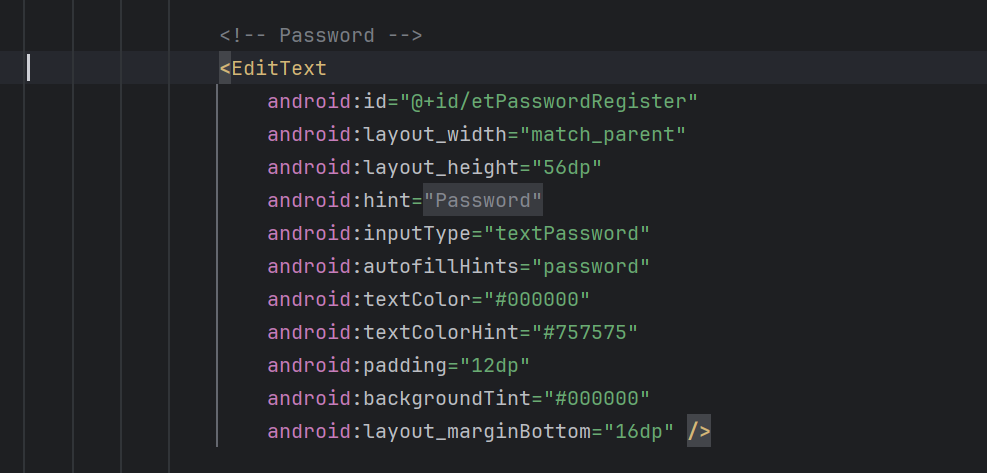 <!-- Password -->
<EditText
android:id="@+id/etPasswordRegister"
android:layout_width="match_parent"
android:layout_height="56dp"
android:hint="Password"
android:inputType="textPassword"
android:autofillHints="password"
android:textColor="#000000"
android:textColorHint="#757575"
android:padding="12dp"
android:backgroundTint="#000000"
android:layout_marginBottom="16dp" />